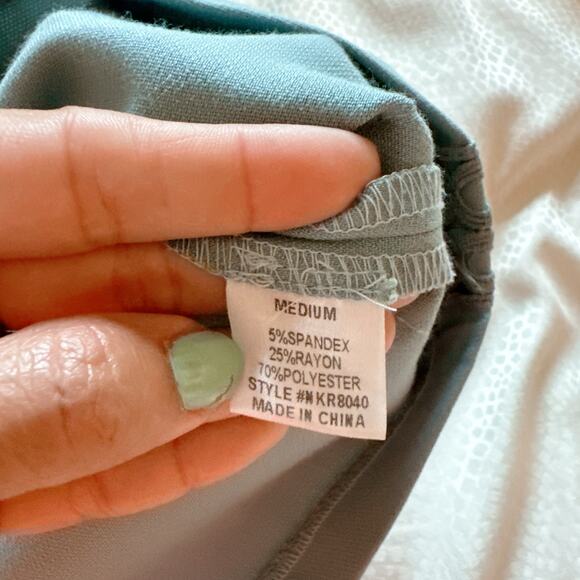 MEDIUM
5%SPANDEX
25%RAYON
70%POLYESTER
STYLE #NKR8040
MADE IN CHINA